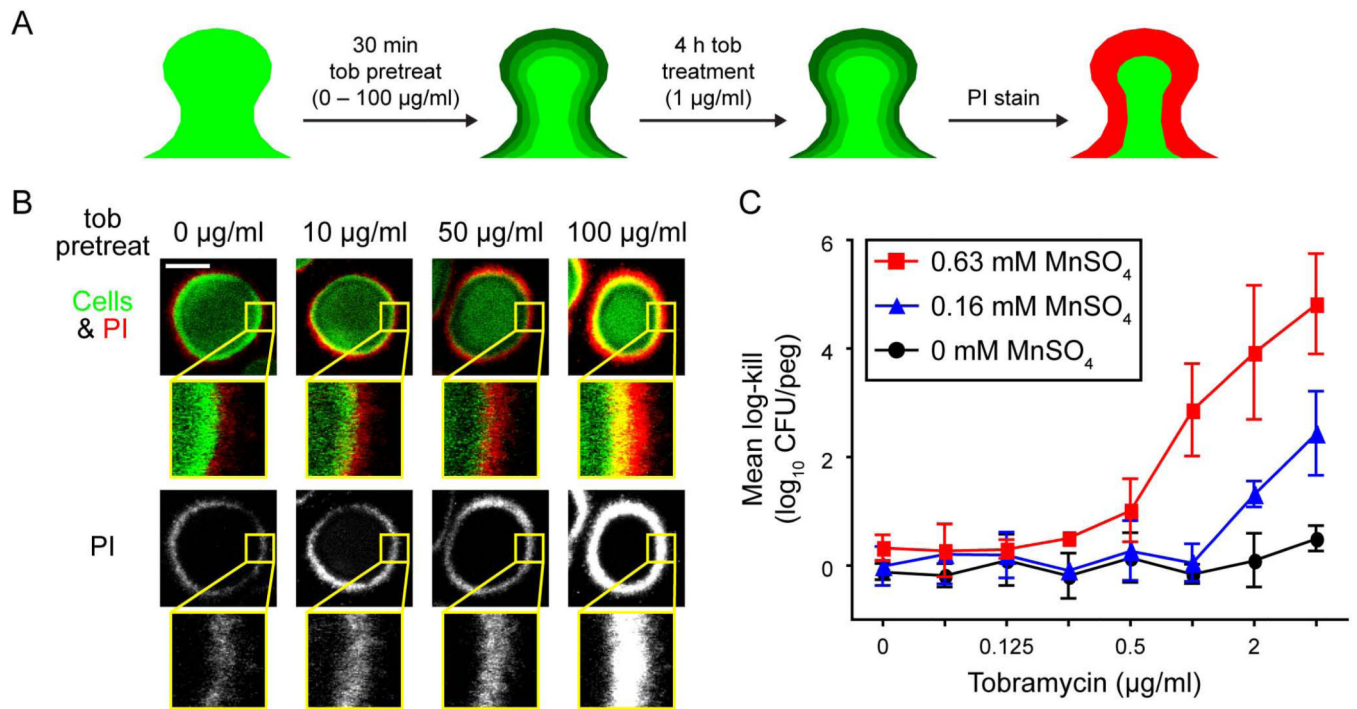 A
30 min
tob pretreat
(0 – 100 µg/ml)
4 h tob
treatment
(1 µg/ml)
PI stain
B
tob
pretreat
0 µg/ml
10 µg/ml
50 µg/ml
100 µg/ml
Cells
& PI
PI
C
Mean log-kill
(log₁₀ CFU/peg)
6
4
2
0
0.63 mM MnSO₄
0.16 mM MnSO₄
0 mM MnSO₄
0
0.125
0.5
2
Tobramycin (µg/ml)